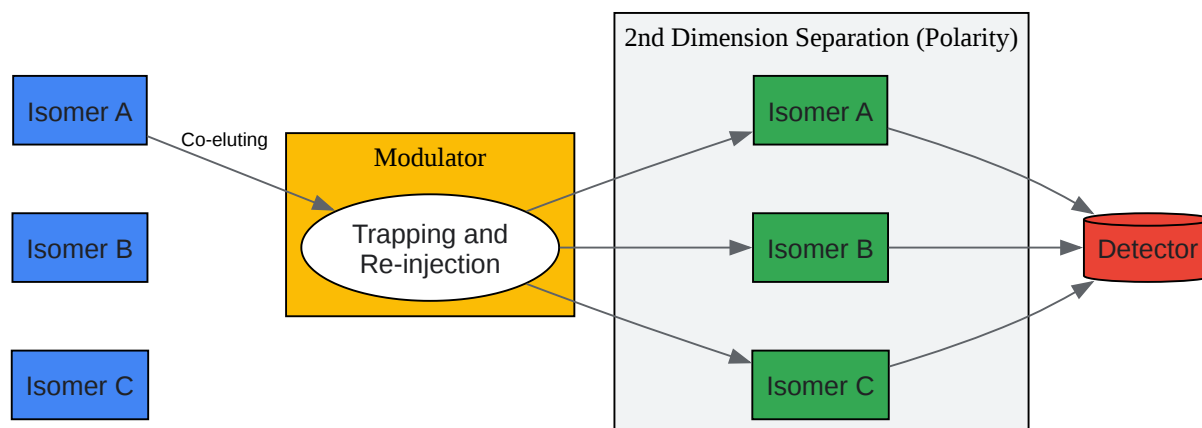 2nd Dimension Separation (Polarity)
Isomer A
Co-eluting
Isomer A
Modulator
Isomer B
Trapping and
Re-injection
Isomer B
Detector
Isomer C
Isomer C